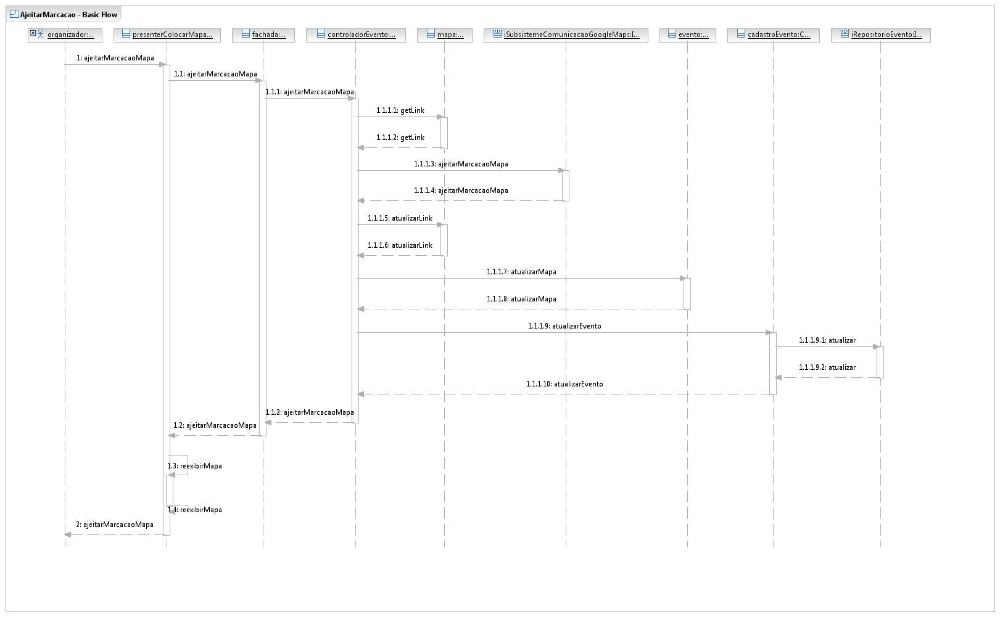 AjeitarMarcacao - Basic Flow
organizador:...
presenterColocarMapa...
fachada:...
controladorEvento:...
mapa:...
iSubsistemaComunicacaoGoogleMaps:I...
evento:...
cadastroEvento:C...
iRepositorioEvento:I...
1: ajeitarMarcacaoMapa
1.1: ajeitarMarcacaoMapa
1.1.1: ajeitarMarcacaoMapa
1.1.1.1: getLink
1.1.1.2: getLink
1.1.1.3: ajeitarMarcacaoMapa
1.1.1.4: ajeitarMarcacaoMapa
1.1.1.5: atualizarLink
1.1.1.6: atualizarLink
1.1.1.7: atualizarMapa
1.1.1.8: atualizarMapa
1.1.1.9: atualizarEvento
1.1.1.9.1: atualizar
1.1.1.9.2: atualizar
1.1.1.10: atualizarEvento
1.1.2: ajeitarMarcacaoMapa
1.2: ajeitarMarcacaoMapa
1.3: reexibirMapa
1.4: reexibirMapa
2: ajeitarMarcacaoMapa